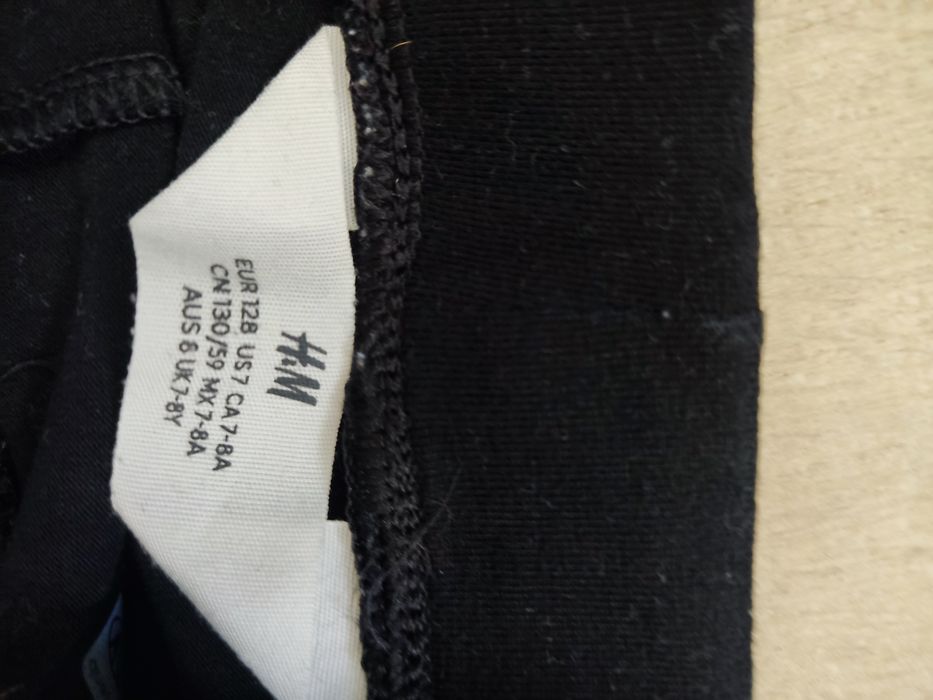 H&M
EUR 128 US 7 CA 7-8A
CN 130/59 MX 7-8A
AUS 8 UK 7-8Y